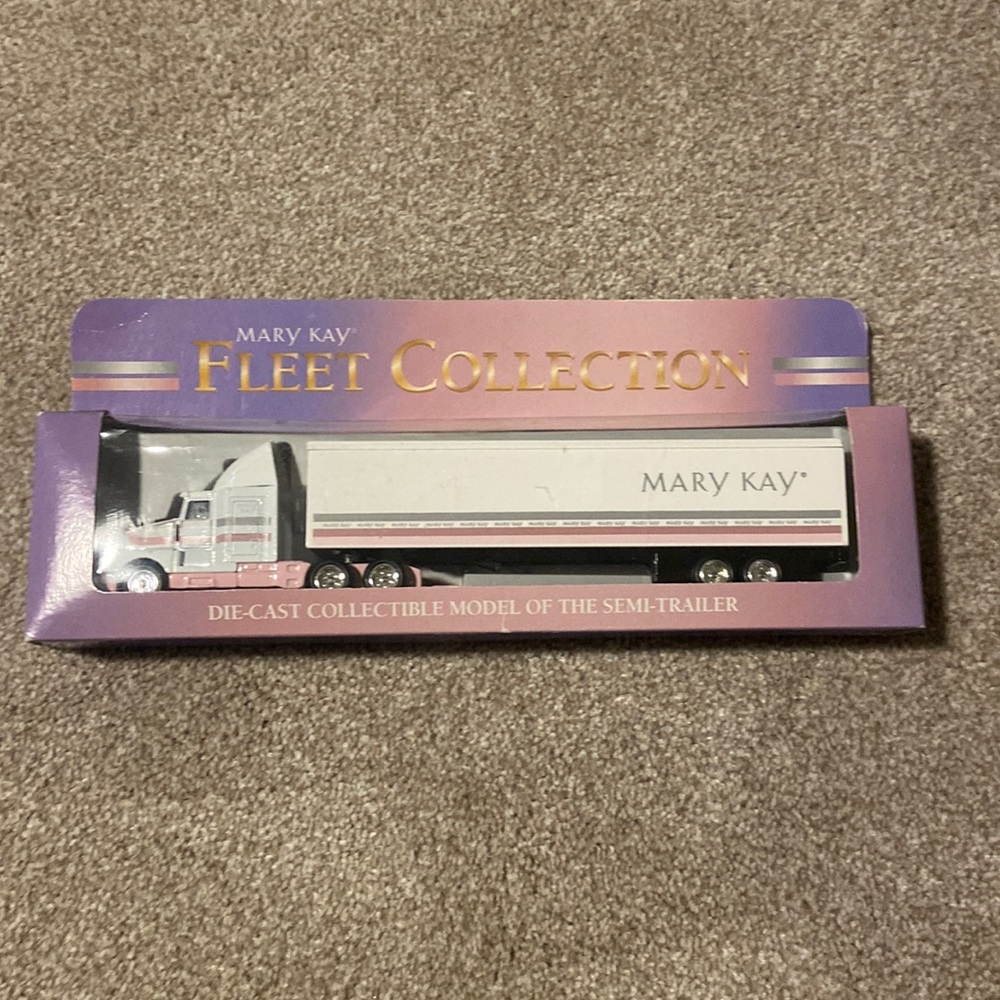 MARY KAY®
FLEET COLLECTION
MARY KAY®
DIE-CAST COLLECTIBLE MODEL OF THE SEMI-TRAILER